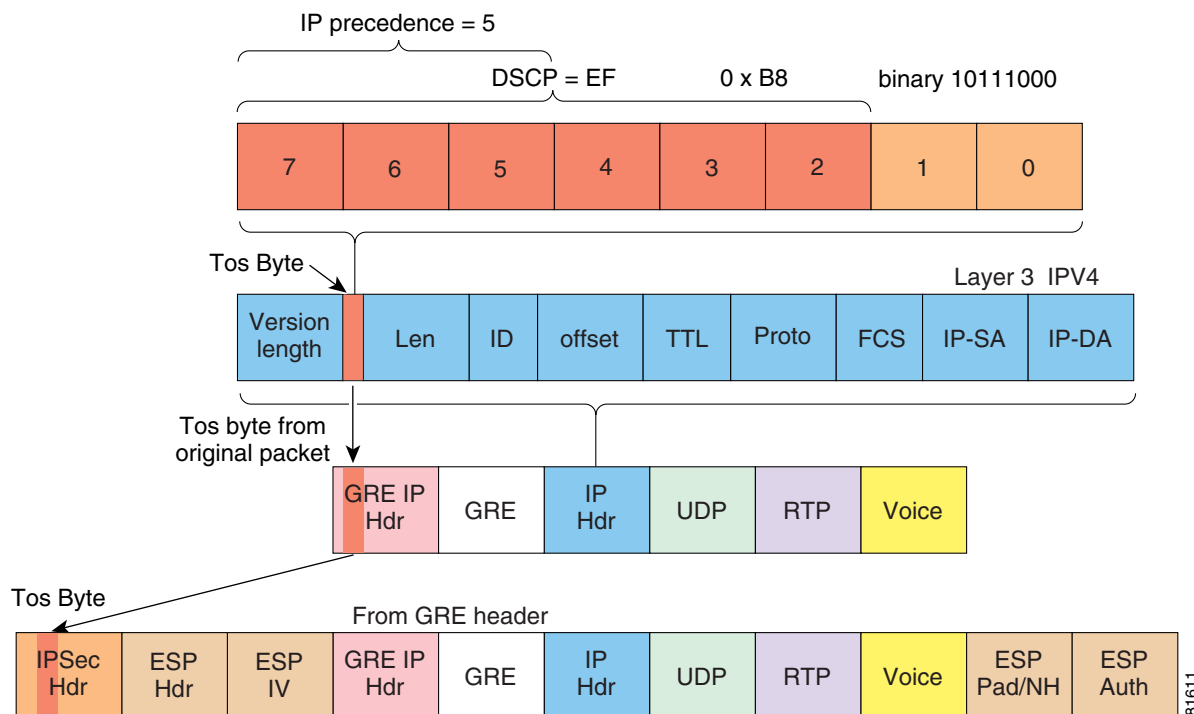 IP precedence = 5
DSCP = EF 0 x B8 binary 10111000
7 6 5 4 3 2 1 0
Tos Byte
Layer 3 IPV4
Version length Len ID offset TTL Proto FCS IP-SA IP-DA
Tos byte from
original packet
GRE IP Hdr GRE IP Hdr UDP RTP Voice
Tos Byte
From GRE header
IPSec Hdr ESP Hdr ESP IV GRE IP Hdr GRE IP Hdr UDP RTP Voice ESP Pad/NH ESP Auth
81611